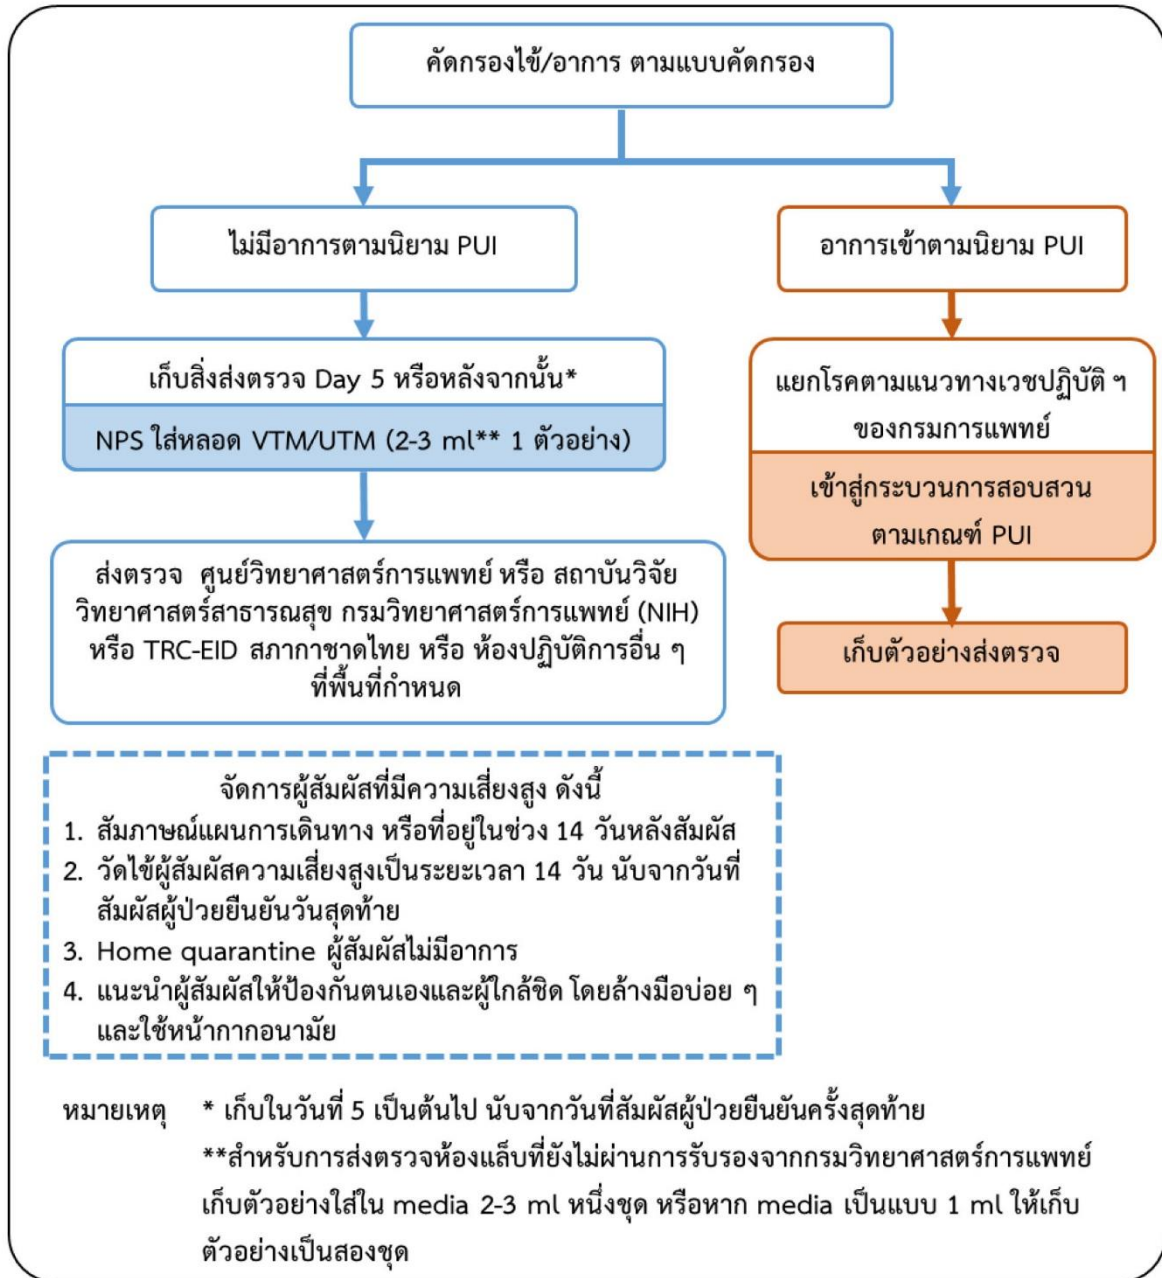 คัดกรองไข้/อาการ ตามแบบคัดกรอง
ไม่มีอาการตามนิยาม PUI
อาการเข้าตามนิยาม PUI
เก็บสิ่งส่งตรวจ Day 5 หรือหลังจากนั้น*
NPS ใส่หลอด VTM/UTM (2-3 ml** 1 ตัวอย่าง)
แยกโรคตามแนวทางเวชปฏิบัติ ฯ
ของกรมการแพทย์
เข้าสู่กระบวนการสอบสวน
ตามเกณฑ์ PUI
ส่งตรวจ ศูนย์วิทยาศาสตร์การแพทย์ หรือ สถาบันวิจัย
วิทยาศาสตร์สาธารณสุข กรมวิทยาศาสตร์การแพทย์ (NIH)
หรือ TRC-EID สภากาชาดไทย หรือ ห้องปฏิบัติการอื่น ๆ
ที่พื้นที่กำหนด
เก็บตัวอย่างส่งตรวจ
จัดการผู้สัมผัสที่มีความเสี่ยงสูง ดังนี้
1. สัมภาษณ์แผนการเดินทาง หรือที่อยู่ในช่วง 14 วันหลังสัมผัส
2. วัดไข้ผู้สัมผัสความเสี่ยงสูงเป็นระยะเวลา 14 วัน นับจากวันที่
สัมผัสผู้ป่วยยืนยันวันสุดท้าย
3. Home quarantine ผู้สัมผัสไม่มีอาการ
4. แนะนำผู้สัมผัสให้ป้องกันตนเองและผู้ใกล้ชิด โดยล้างมือบ่อย ๆ
และใช้หน้ากากอนามัย
หมายเหตุ * เก็บในวันที่ 5 เป็นต้นไป นับจากวันที่สัมผัสผู้ป่วยยืนยันครั้งสุดท้าย
**สำหรับการส่งตรวจห้องแล็บที่ยังไม่ผ่านการรับรองจากกรมวิทยาศาสตร์การแพทย์
เก็บตัวอย่างใส่ใน media 2-3 ml หนึ่งชุด หรือหาก media เป็นแบบ 1 ml ให้เก็บ
ตัวอย่างเป็นสองชุด